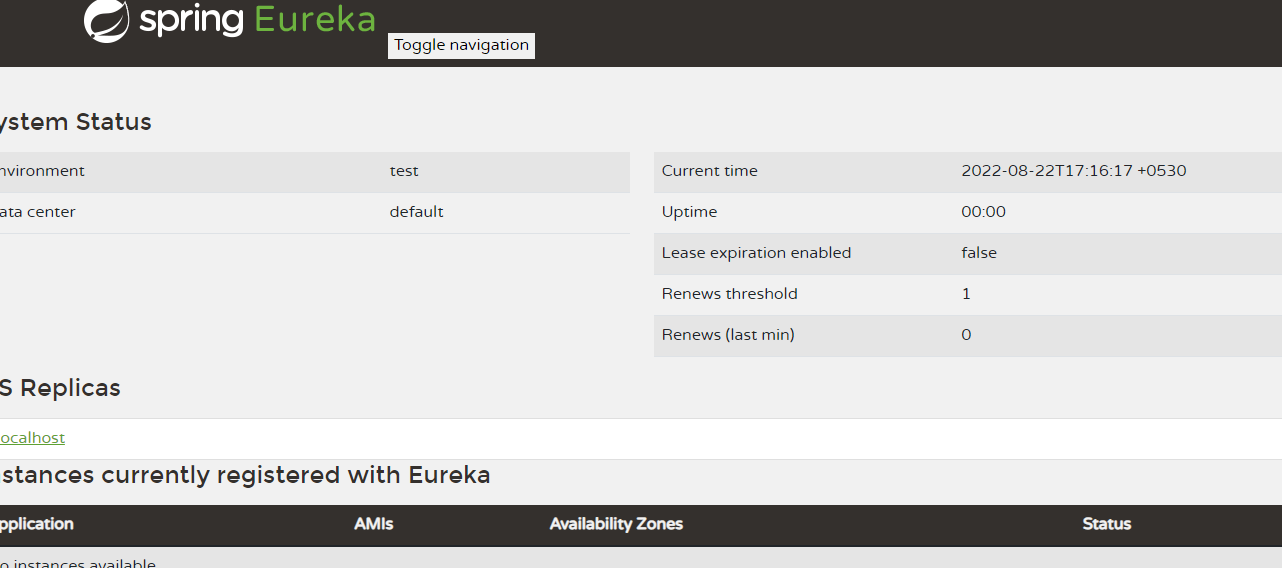 spring Eureka
Toggle navigation
ystem Status
nvironment test
ata center default
Current time 2022-08-22T17:16:17 +0530
Uptime 00:00
Lease expiration enabled false
Renews threshold 1
Renews (last min) 0
S Replicas
ocalhost
nstances currently registered with Eureka
pplication AMIs Availability Zones Status
o instances available